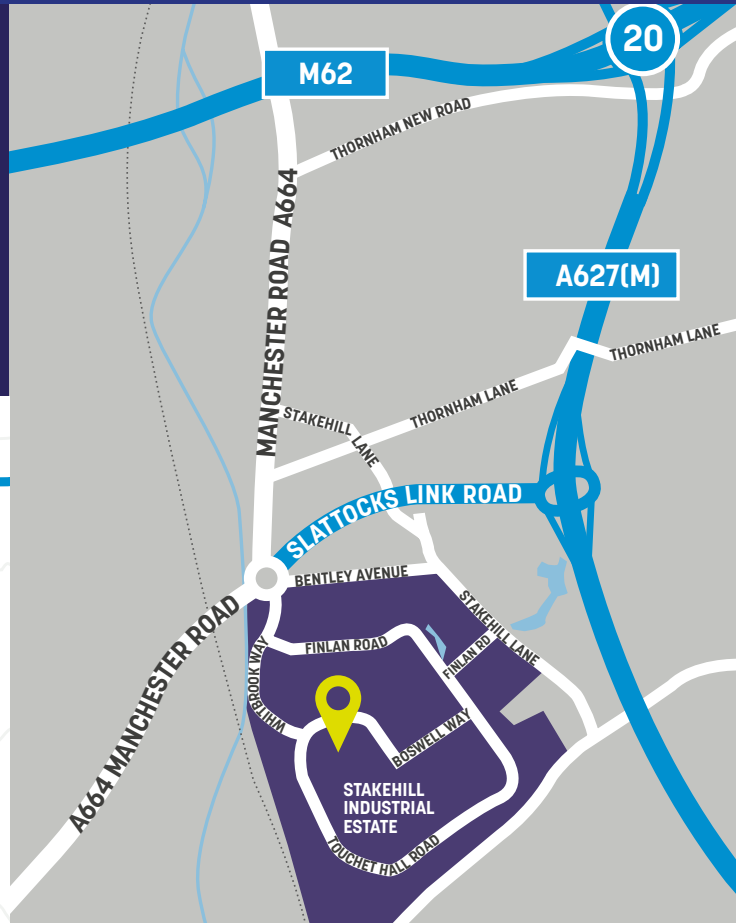 20
M62
THORNHAM NEW ROAD
MANCHESTER ROAD A664
A627(M)
THORNHAM LANE
THORNHAM LANE
STAKEHILL LANE
SLATTOCKS LINK ROAD
BENTLEY AVENUE
A664 MANCHESTER ROAD
STAKEHILL LANE
FINLAN ROAD
FINLAN RD
WHITBROOK WAY
BOSWELL WAY
STAKEHILL
INDUSTRIAL
ESTATE
TOUCHET HALL ROAD